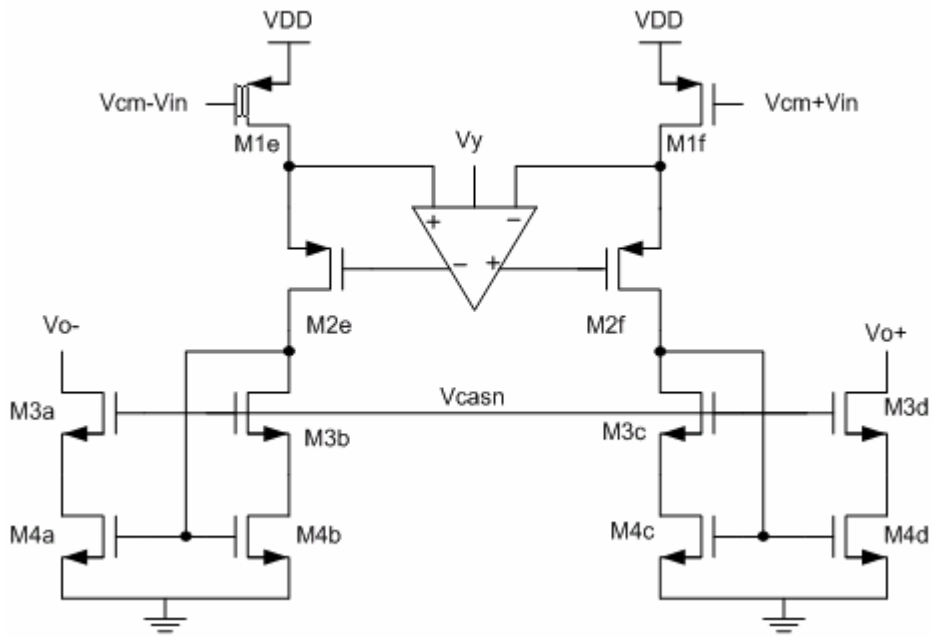 VDD
VDD
Vcm-Vin
Vcm+Vin
M1e
Vy
M1f
+
−
−
+
M2e
M2f
Vo-
Vo+
Vcasn
M3a
M3b
M3c
M3d
M4a
M4b
M4c
M4d